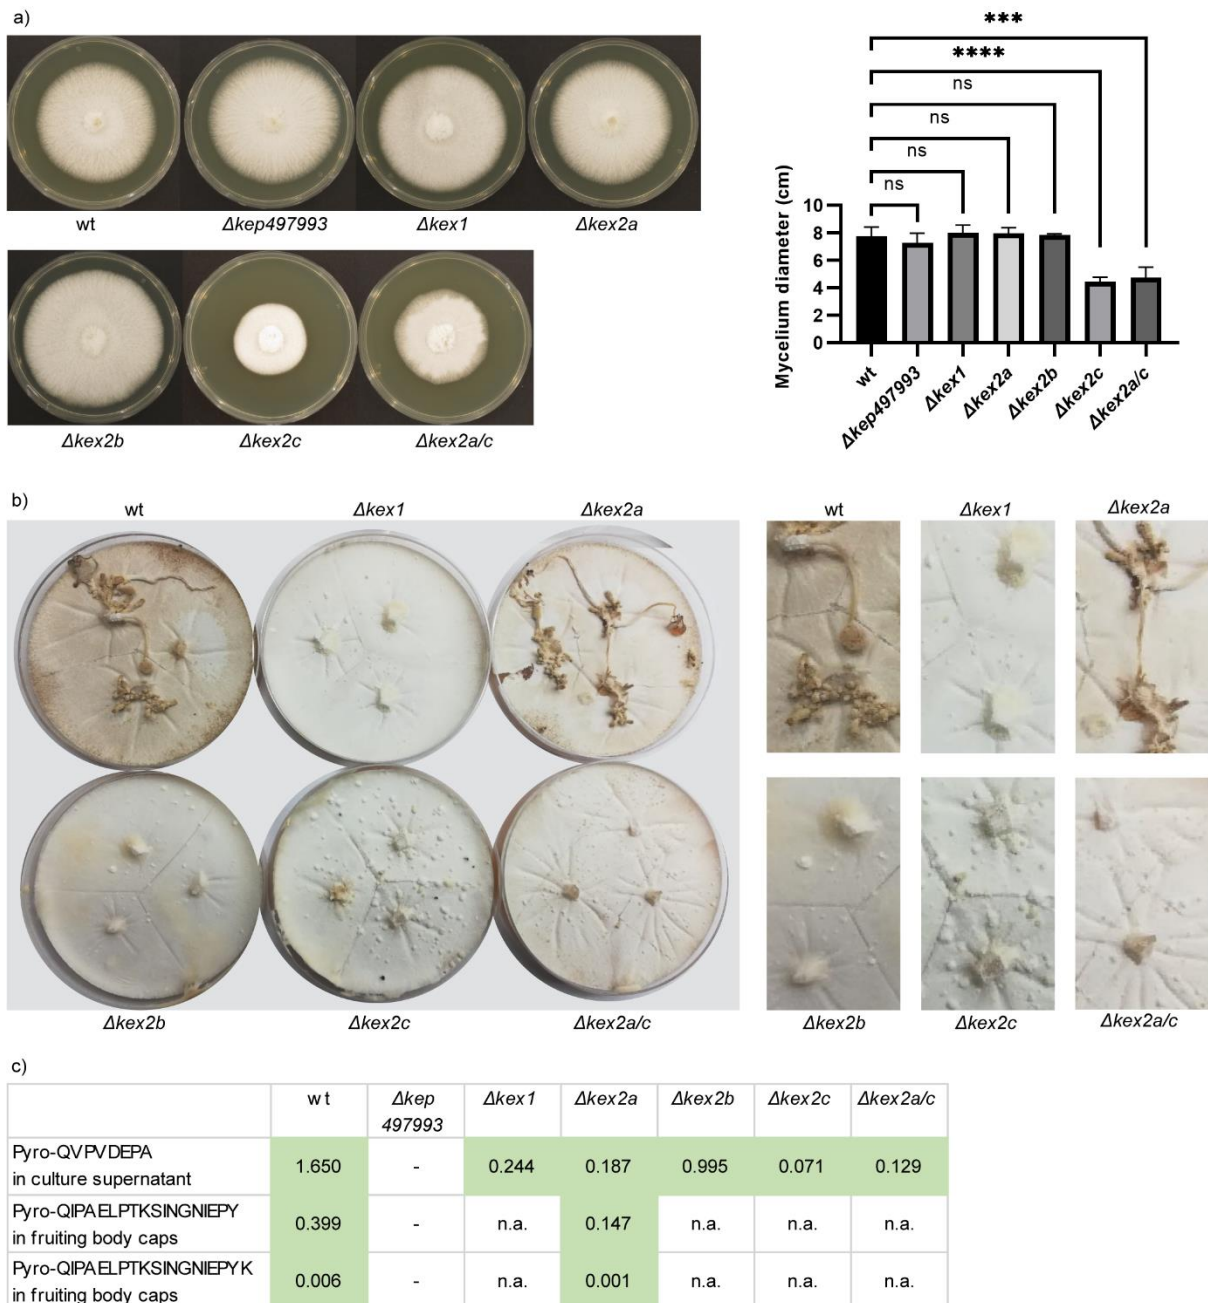 a)
wt
Δkep497993
Δkex1
Δkex2a
Δkex2b
Δkex2c
Δkex2a/c
***
****
ns
ns
ns
ns
Mycelium diameter (cm)
10
8
6
4
2
0
wt
Δkep497993
Δkex1
Δkex2a
Δkex2b
Δkex2c
Δkex2a/c
b)
wt
Δkex1
Δkex2a
wt
Δkex1
Δkex2a
Δkex2b
Δkex2c
Δkex2a/c
Δkex2b
Δkex2c
Δkex2a/c
c)
wt
Δkep
497993
Δkex1
Δkex2a
Δkex2b
Δkex2c
Δkex2a/c
Pyro-QVPVDEPA
in culture supernatant
1.650
-
0.244
0.187
0.995
0.071
0.129
Pyro-QIPAELPTKSINGNIEPY
in fruiting body caps
0.399
-
n.a.
0.147
n.a.
n.a.
n.a.
Pyro-QIPAELPTKSINGNIEPYK
in fruiting body caps
0.006
-
n.a.
0.001
n.a.
n.a.
n.a.